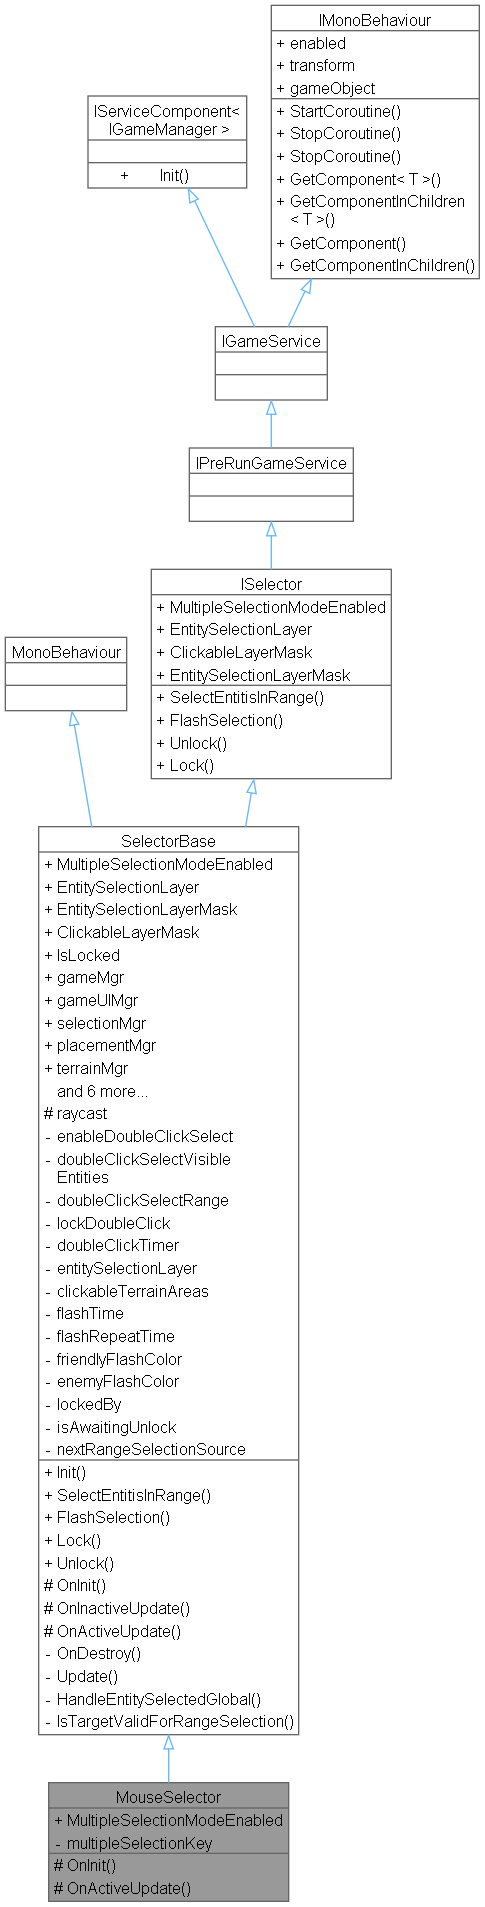 IMonoBehaviour
+ enabled
+ transform
+ gameObject
+ StartCoroutine()
+ StopCoroutine()
+ StopCoroutine()
+ GetComponent< T >()
+ GetComponentInChildren
< T >()
+ GetComponent()
+ GetComponentInChildren()
IServiceComponent<
IGameManager >
+ Init()
IGameService
IPreRunGameService
ISelector
+ MultipleSelectionModeEnabled
+ EntitySelectionLayer
+ ClickableLayerMask
+ EntitySelectionLayerMask
+ SelectEntitisInRange()
+ FlashSelection()
+ Unlock()
+ Lock()
MonoBehaviour
SelectorBase
+ MultipleSelectionModeEnabled
+ EntitySelectionLayer
+ EntitySelectionLayerMask
+ ClickableLayerMask
+ IsLocked
+ gameMgr
+ gameUIMgr
+ selectionMgr
+ placementMgr
+ terrainMgr
and 6 more...
# raycast
- enableDoubleClickSelect
- doubleClickSelectVisible
Entities
- doubleClickSelectRange
- lockDoubleClick
- doubleClickTimer
- entitySelectionLayer
- clickableTerrainAreas
- flashTime
- flashRepeatTime
- friendlyFlashColor
- enemyFlashColor
- lockedBy
- isAwaitingUnlock
- nextRangeSelectionSource
+ Init()
+ SelectEntitisInRange()
+ FlashSelection()
+ Lock()
+ Unlock()
# OnInit()
# OnInactiveUpdate()
# OnActiveUpdate()
- OnDestroy()
- Update()
- HandleEntitySelectedGlobal()
- IsTargetValidForRangeSelection()
MouseSelector
+ MultipleSelectionModeEnabled
- multipleSelectionKey
# OnInit()
# OnActiveUpdate()